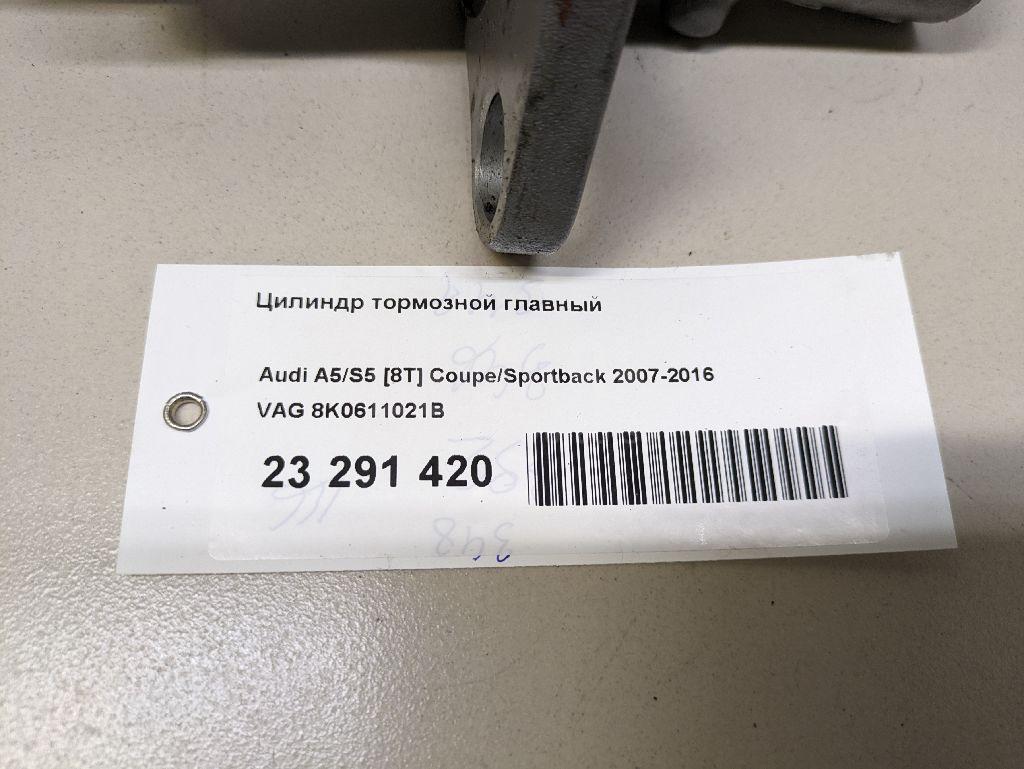 Цилиндр тормозной главный
Audi A5/S5 [8T] Coupe/Sportback 2007-2016
VAG 8K0611021B
23 291 420